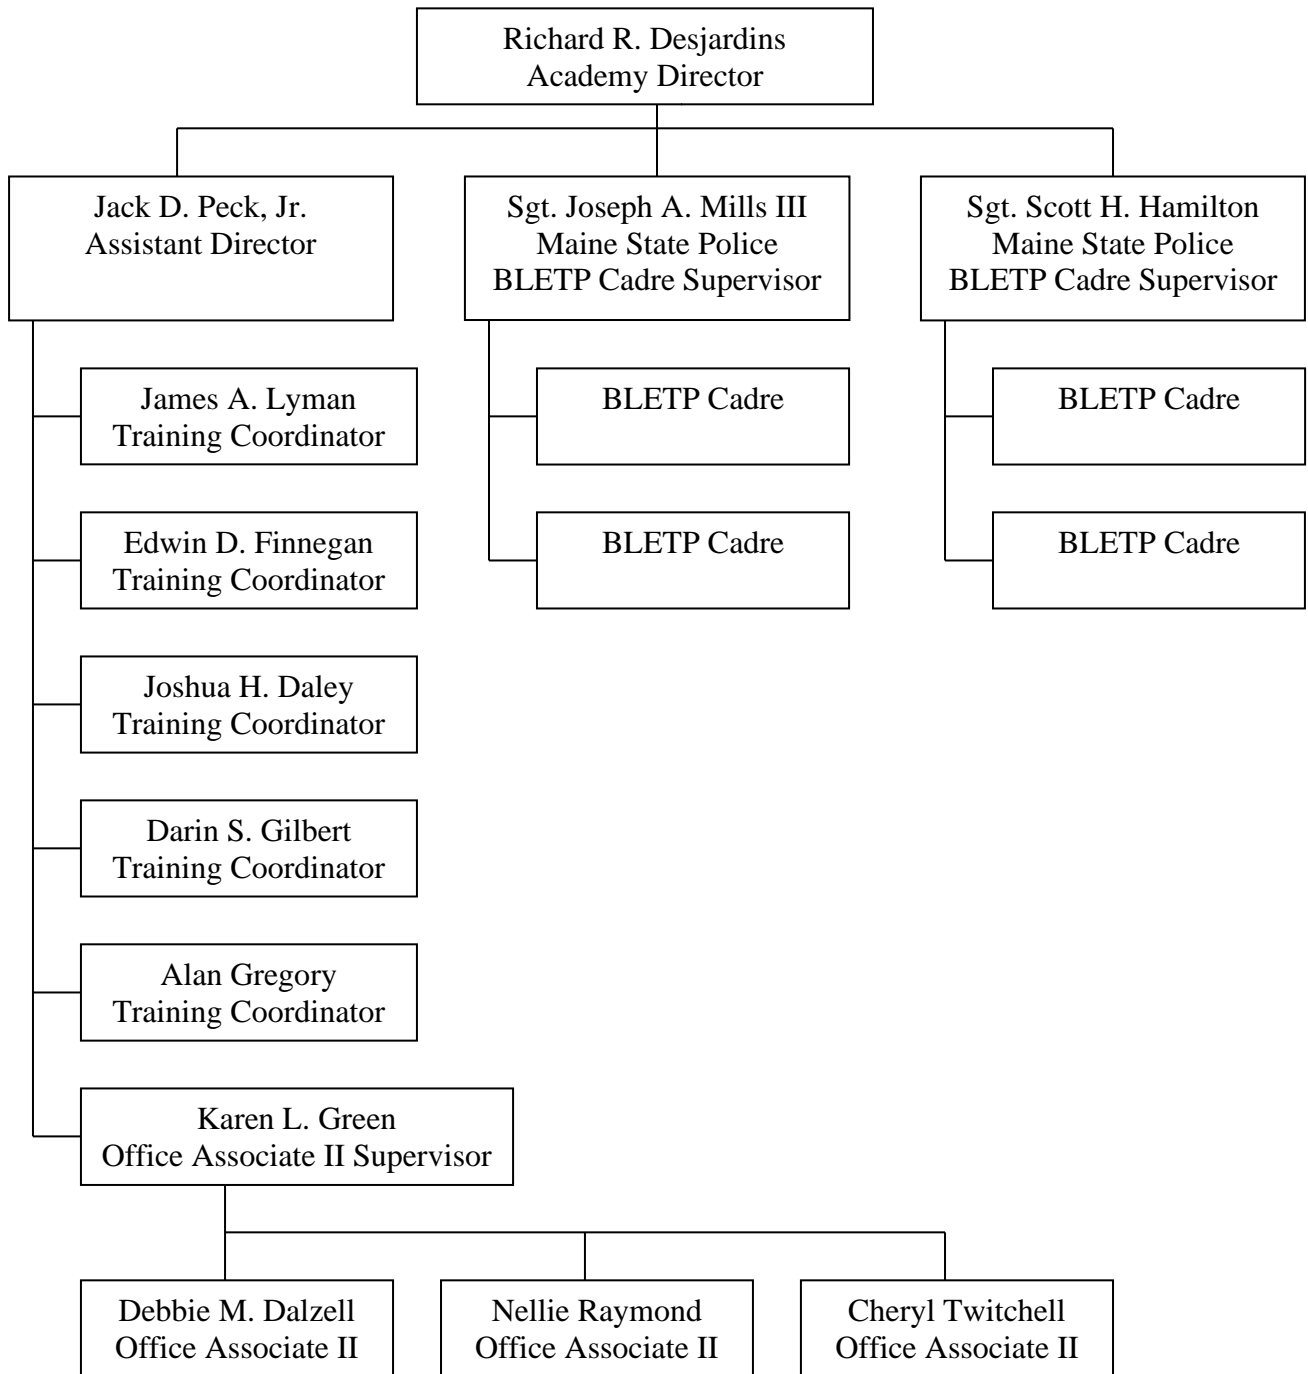 Richard R. Desjardins
Academy Director
Jack D. Peck, Jr.
Assistant Director
Sgt. Joseph A. Mills III
Maine State Police
BLETP Cadre Supervisor
Sgt. Scott H. Hamilton
Maine State Police
BLETP Cadre Supervisor
James A. Lyman
Training Coordinator
BLETP Cadre
BLETP Cadre
Edwin D. Finnegan
Training Coordinator
BLETP Cadre
BLETP Cadre
Joshua H. Daley
Training Coordinator
Darin S. Gilbert
Training Coordinator
Alan Gregory
Training Coordinator
Karen L. Green
Office Associate II Supervisor
Debbie M. Dalzell
Office Associate II
Nellie Raymond
Office Associate II
Cheryl Twitchell
Office Associate II